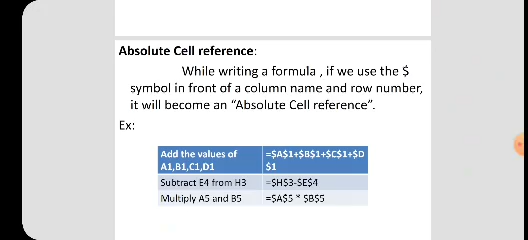 Absolute Cell reference:
While writing a formula , if we use the $
symbol in front of a column name and row number,
it will become an “Absolute Cell reference”.
Ex:
Add the values of A1,B1,C1,D1 =$A$1+$B$1+$C$1+$D$1
Subtract E4 from H3 =$H$3-$E$4
Multiply A5 and B5 =$A$5 * $B$5